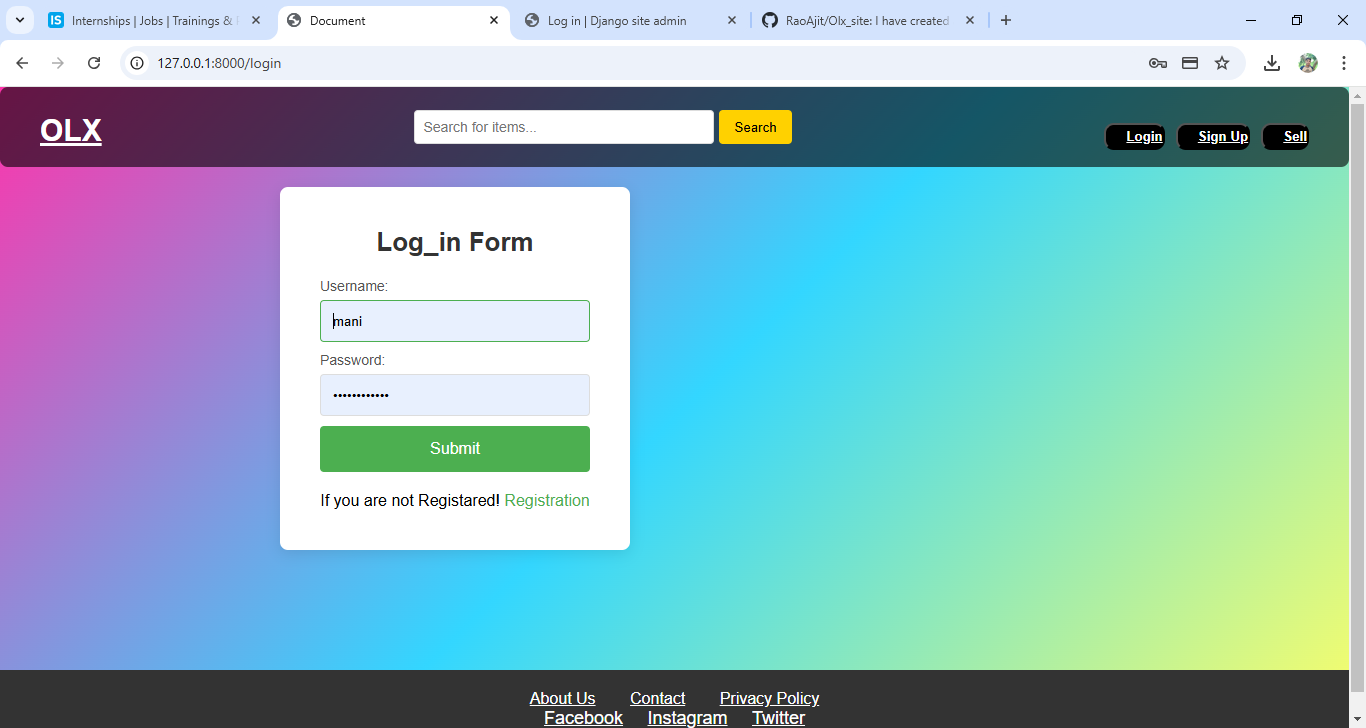 Internships | Jobs | Trainings &
Document
Log in | Django site admin
RaoAjit/Olx_site: I have created
127.0.0.1:8000/login
OLX
Search for items...
Search
Login
Sign Up
Sell
Log_in Form
Username:
mani
Password:
••••••••••••
Submit
If you are not Registared! Registration
About Us Contact Privacy Policy
Facebook Instagram Twitter